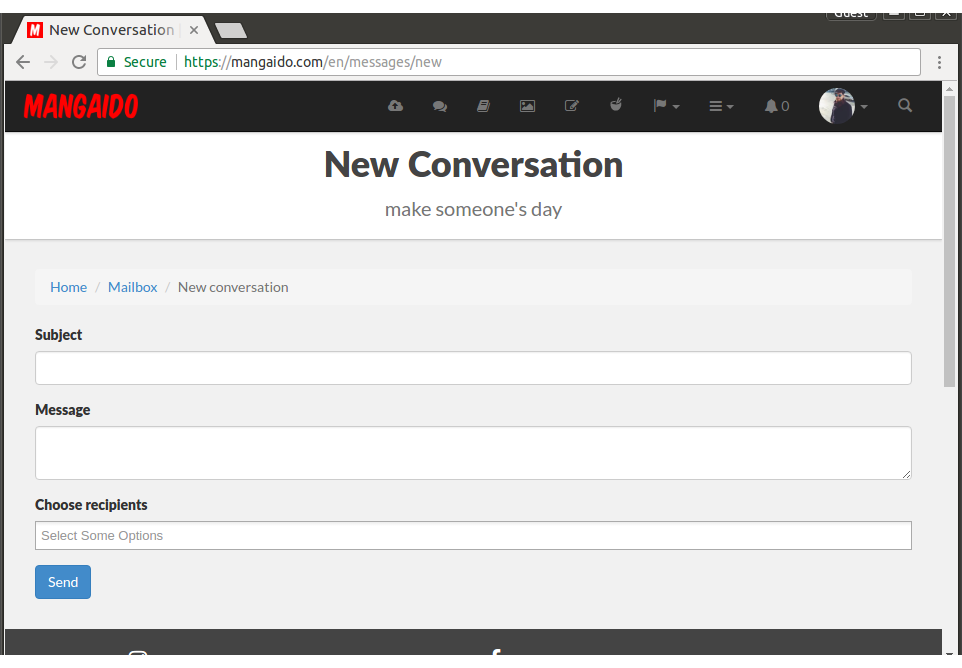 Guest
New Conversation
Secure https://mangaido.com/en/messages/new
MANGAIDO
0
New Conversation
make someone's day
Home / Mailbox / New conversation
Subject
Message
Choose recipients
Select Some Options
Send